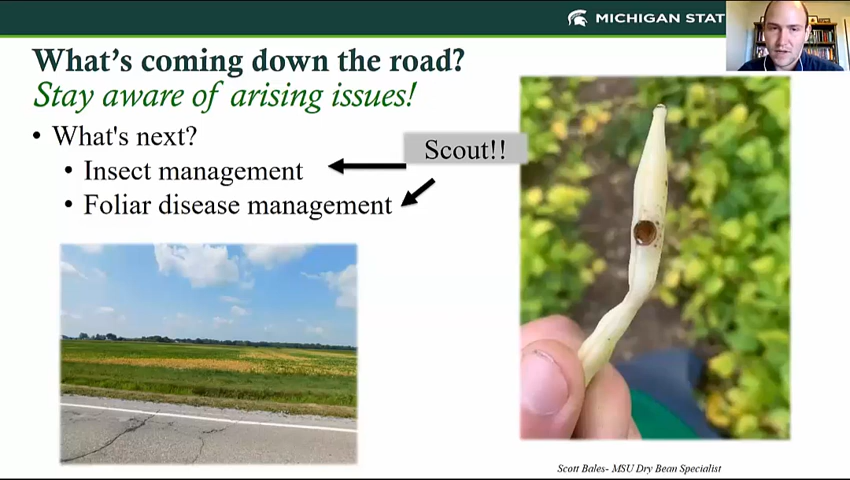 MICHIGAN STAT
What's coming down the road?
Stay aware of arising issues!
• What's next?
• Insect management
• Foliar disease management
Scout!!
Scott Bales- MSU Dry Bean Specialist